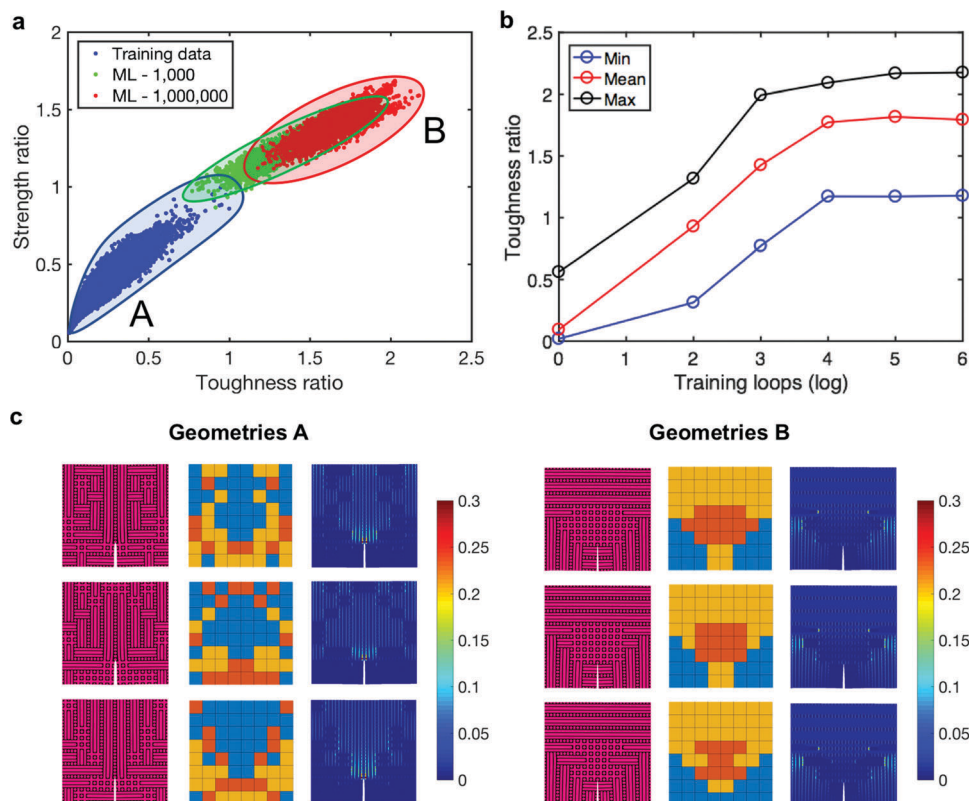 a
Strength ratio
2
1.5
1
0.5
0
0
0.5
1
1.5
2
2.5
Toughness ratio
Training data
ML - 1,000
ML - 1,000,000
A
B
b
Toughness ratio
2.5
2
1.5
1
0.5
0
0
1
2
3
4
5
6
Training loops (log)
Min
Mean
Max
c
Geometries A
0.3
0.25
0.2
0.15
0.1
0.05
0
Geometries B
0.3
0.25
0.2
0.15
0.1
0.05
0